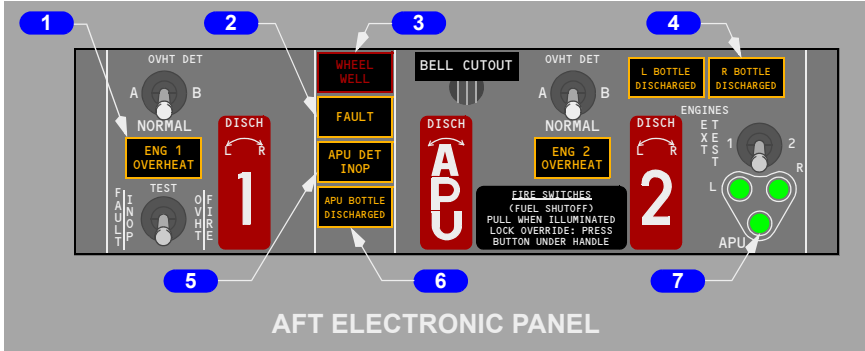 1
2
3
4
OVHT DET
A B
NORMAL
ENG 1
OVERHEAT
TEST
FAULT
INOP
OVHT
FIRE
DISCH
L R
1
WHEEL
WELL
FAULT
APU DET
INOP
APU BOTTLE
DISCHARGED
BELL CUTOUT
DISCH
APU
OVHT DET
A B
NORMAL
ENG 2
OVERHEAT
FIRE SWITCHES
(FUEL SHUTOFF)
PULL WHEN ILLUMINATED
LOCK OVERRIDE: PRESS
BUTTON UNDER HANDLE
DISCH
L R
2
L BOTTLE
DISCHARGED
R BOTTLE
DISCHARGED
ENGINES
EXT
TEST
1 2
L
R
APU
5
6
7
AFT ELECTRONIC PANEL